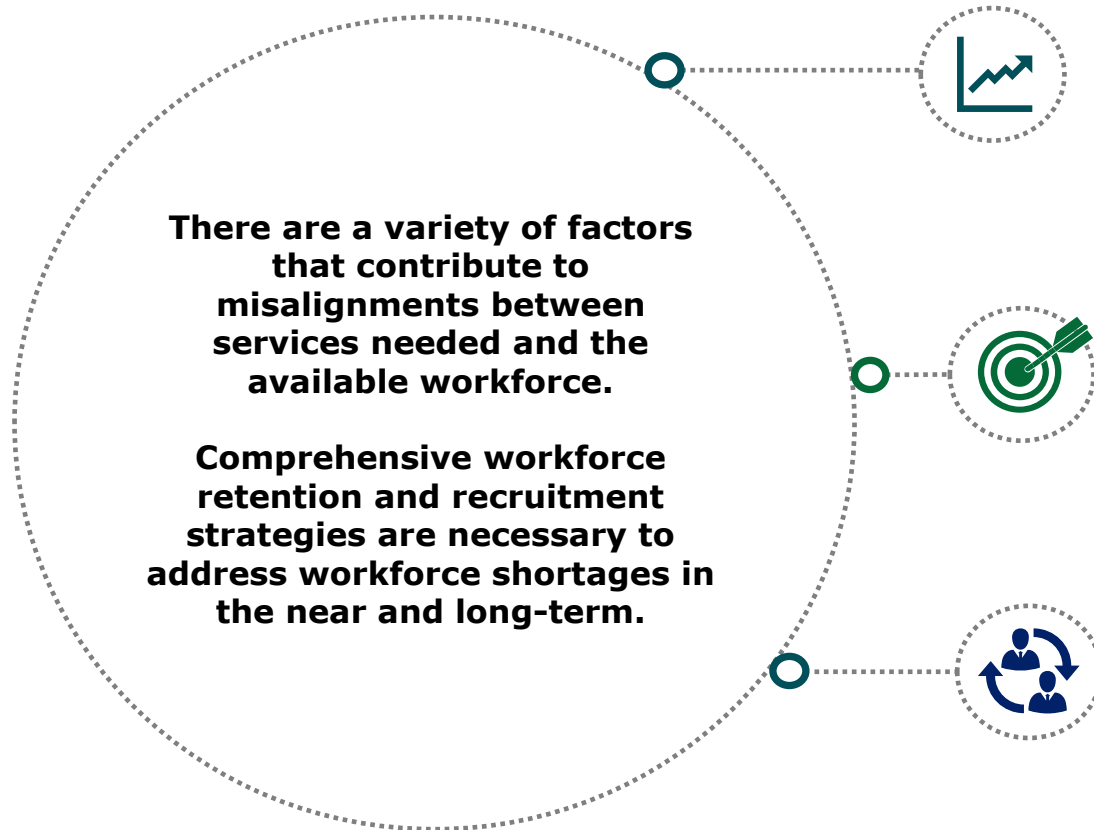 There are a variety of factors
that contribute to
misalignments between
services needed and the
available workforce.
Comprehensive workforce
retention and recruitment
strategies are necessary to
address workforce shortages in
the near and long-term.